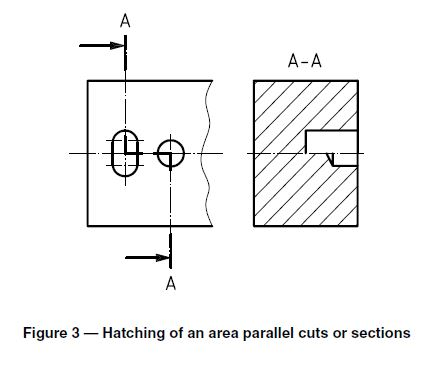 A
A-A
A
Figure 3 — Hatching of an area parallel cuts or sections